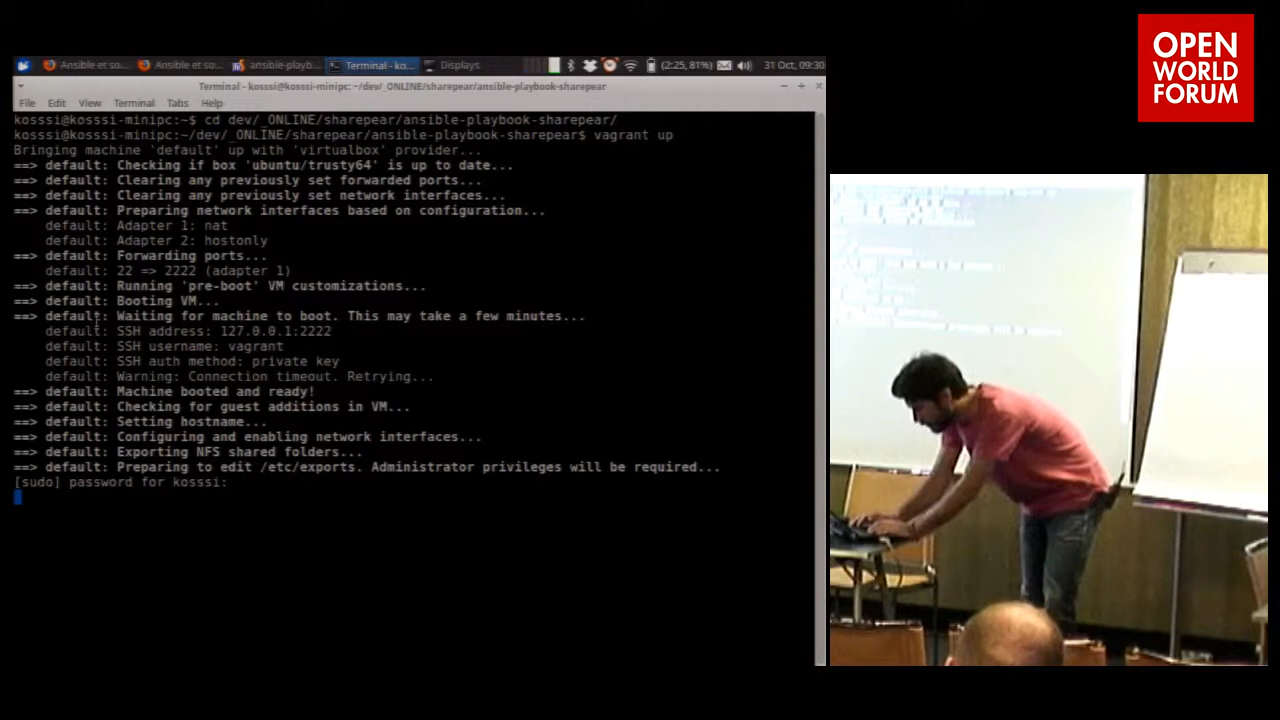 OPEN
WORLD
FORUM
Ansible et so...
Ansible et so...
ansible-playb...
Terminal - ko...
Displays
(2:25, 81%)
31 Oct, 09:30
Terminal - kosssi@kosssi-minipc: ~/dev/_ONLINE/sharepear/ansible-playbook-sharepear
File Edit View Terminal Tabs Help
kosssi@kosssi-minipc:~$ cd dev/_ONLINE/sharepear/ansible-playbook-sharepear/
kosssi@kosssi-minipc:~/dev/_ONLINE/sharepear/ansible-playbook-sharepear$ vagrant up
Bringing machine 'default' up with 'virtualbox' provider...
==> default: Checking if box 'ubuntu/trusty64' is up to date...
==> default: Clearing any previously set forwarded ports...
==> default: Clearing any previously set network interfaces...
==> default: Preparing network interfaces based on configuration...
default: Adapter 1: nat
default: Adapter 2: hostonly
==> default: Forwarding ports...
default: 22 => 2222 (adapter 1)
==> default: Running 'pre-boot' VM customizations...
==> default: Booting VM...
==> default: Waiting for machine to boot. This may take a few minutes...
default: SSH address: 127.0.0.1:2222
default: SSH username: vagrant
default: SSH auth method: private key
default: Warning: Connection timeout. Retrying...
==> default: Machine booted and ready!
==> default: Checking for guest additions in VM...
==> default: Setting hostname...
==> default: Configuring and enabling network interfaces...
==> default: Exporting NFS shared folders...
==> default: Preparing to edit /etc/exports. Administrator privileges will be required...
[sudo] password for kosssi: